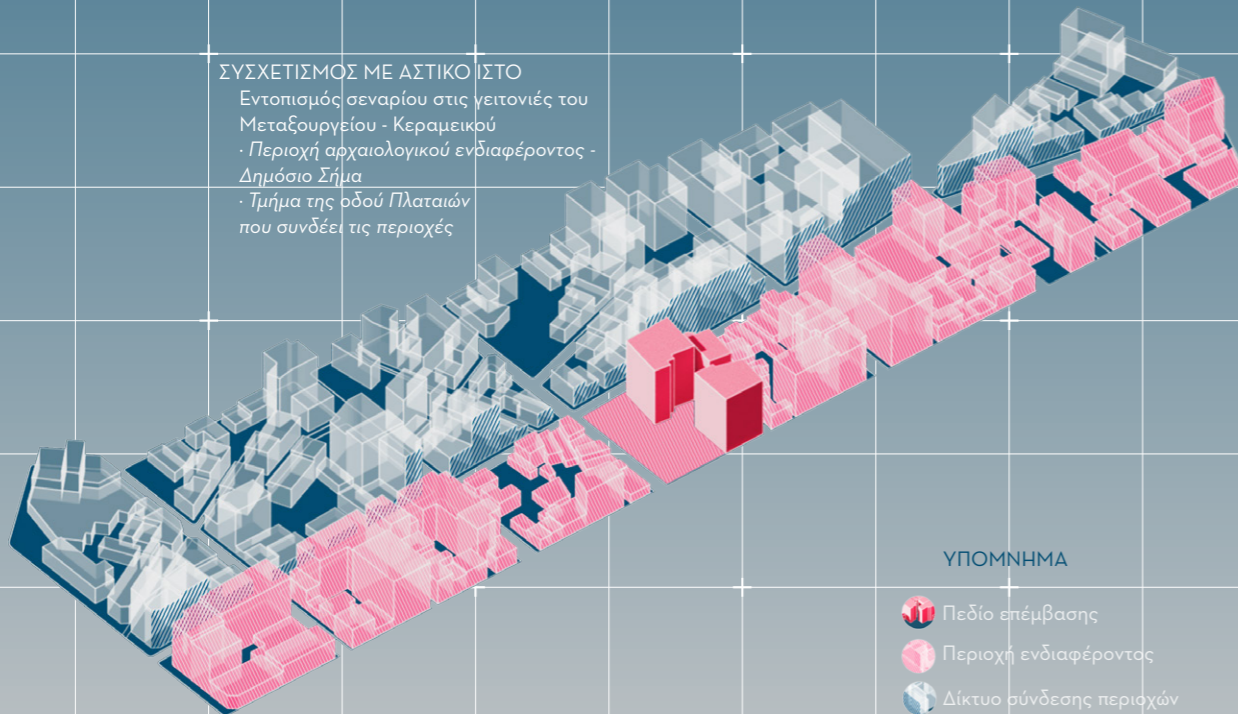 ΣΥΣΧΕΤΙΣΜΟΣ ΜΕ ΑΣΤΙΚΟ ΙΣΤΟ
Εντοπισμός σεναρίου στις γειτονιές του
Μεταξουργείου - Κεραμεικού
· Περιοχή αρχαιολογικού ενδιαφέροντος -
Δημόσιο Σήμα
· Τμήμα της οδού Πλαταιών
που συνδέει τις περιοχές
ΥΠΟΜΝΗΜΑ
Πεδίο επέμβασης
Περιοχή ενδιαφέροντος
Δίκτυο σύνδεσης περιοχών